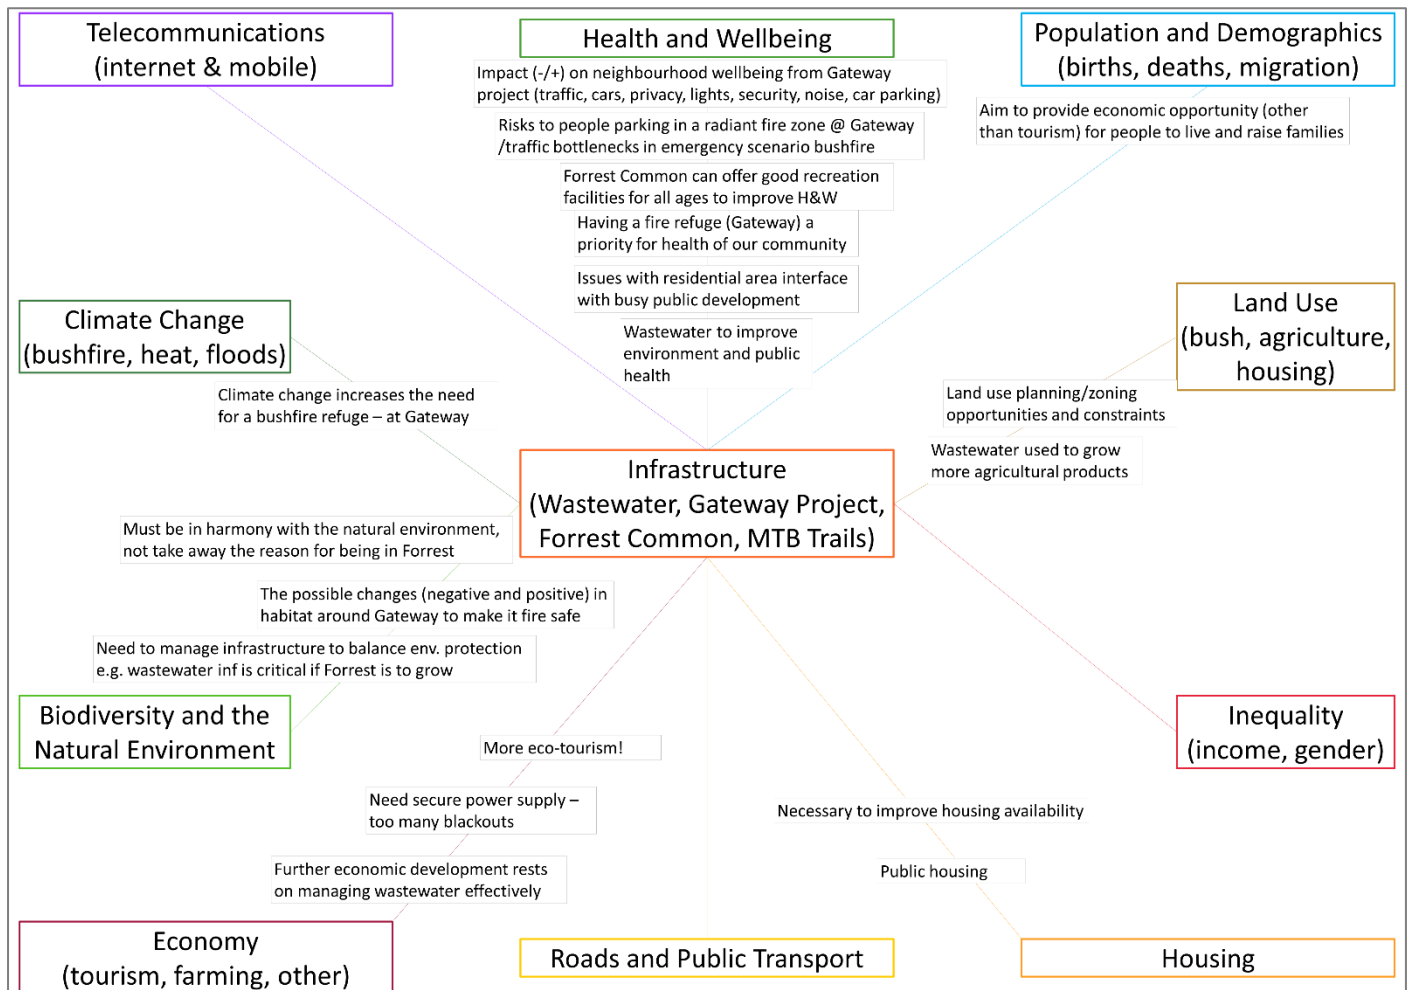 Telecommunications
(internet & mobile)
Health and Wellbeing
Population and Demographics
(births, deaths, migration)
Impact (-/+) on neighbourhood wellbeing from Gateway
project (traffic, cars, privacy, lights, security, noise, car parking)
Aim to provide economic opportunity (other
than tourism) for people to live and raise families
Risks to people parking in a radiant fire zone @ Gateway
/traffic bottlenecks in emergency scenario bushfire
Forrest Common can offer good recreation
facilities for all ages to improve H&W
Having a fire refuge (Gateway) a
priority for health of our community
Issues with residential area interface
with busy public development
Wastewater to improve
environment and public
health
Climate Change
(bushfire, heat, floods)
Land Use
(bush, agriculture,
housing)
Climate change increases the need
for a bushfire refuge – at Gateway
Land use planning/zoning
opportunities and constraints
Wastewater used to grow
more agricultural products
Infrastructure
(Wastewater, Gateway Project,
Forrest Common, MTB Trails)
Must be in harmony with the natural environment,
not take away the reason for being in Forrest
The possible changes (negative and positive) in
habitat around Gateway to make it fire safe
Need to manage infrastructure to balance env. protection
e.g. wastewater inf is critical if Forrest is to grow
Biodiversity and the
Natural Environment
Inequality
(income, gender)
More eco-tourism!
Need secure power supply –
too many blackouts
Necessary to improve housing availability
Further economic development rests
on managing wastewater effectively
Public housing
Economy
(tourism, farming, other)
Roads and Public Transport
Housing